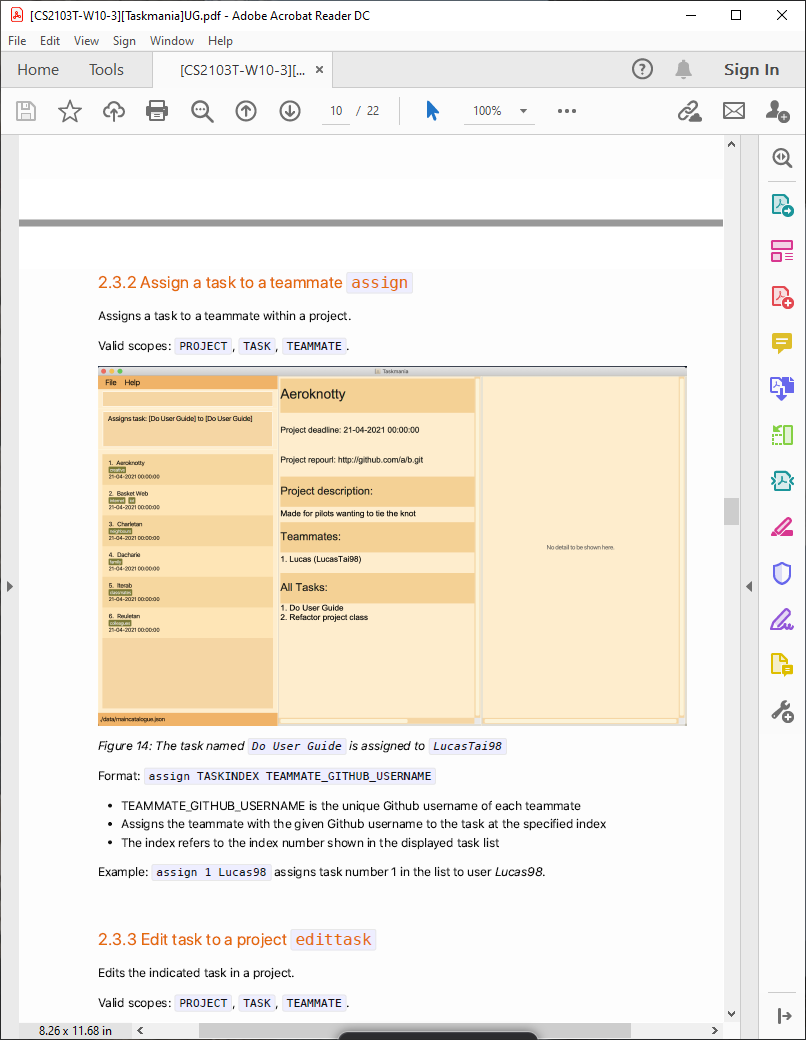 [CS2103T-W10-3][Taskmania]UG.pdf - Adobe Acrobat Reader DC
File Edit View Sign Window Help
Home Tools [CS2103T-W10-3][... × Sign In
10 / 22 100%
2.3.2 Assign a task to a teammate assign
Assigns a task to a teammate within a project.
Valid scopes: PROJECT, TASK, TEAMMATE.
Taskmania
File Help
Assigns task: [Do User Guide] to [Do User Guide]
1. Aeroknotty
21-04-2021 00:00:00
2. Basket Web
21-04-2021 00:00:00
3. Charletan
21-04-2021 00:00:00
4. Dacharie
21-04-2021 00:00:00
5. Iterab
21-04-2021 00:00:00
6. Reuletan
21-04-2021 00:00:00
./data/maincatalogue.json
Aeroknotty
Project deadline: 21-04-2021 00:00:00
Project repourl: http://github.com/a/b.git
Project description:
Made for pilots wanting to tie the knot
Teammates:
1. Lucas (LucasTai98)
All Tasks:
1. Do User Guide
2. Refactor project class
No detail to be shown here.
Figure 14: The task named Do User Guide is assigned to LucasTai98
Format: assign TASKINDEX TEAMMATE_GITHUB_USERNAME
• TEAMMATE_GITHUB_USERNAME is the unique Github username of each teammate
• Assigns the teammate with the given Github username to the task at the specified index
• The index refers to the index number shown in the displayed task list
Example: assign 1 Lucas98 assigns task number 1 in the list to user Lucas98.
2.3.3 Edit task to a project edittask
Edits the indicated task in a project.
Valid scopes: PROJECT, TASK, TEAMMATE.
8.26 x 11.68 in